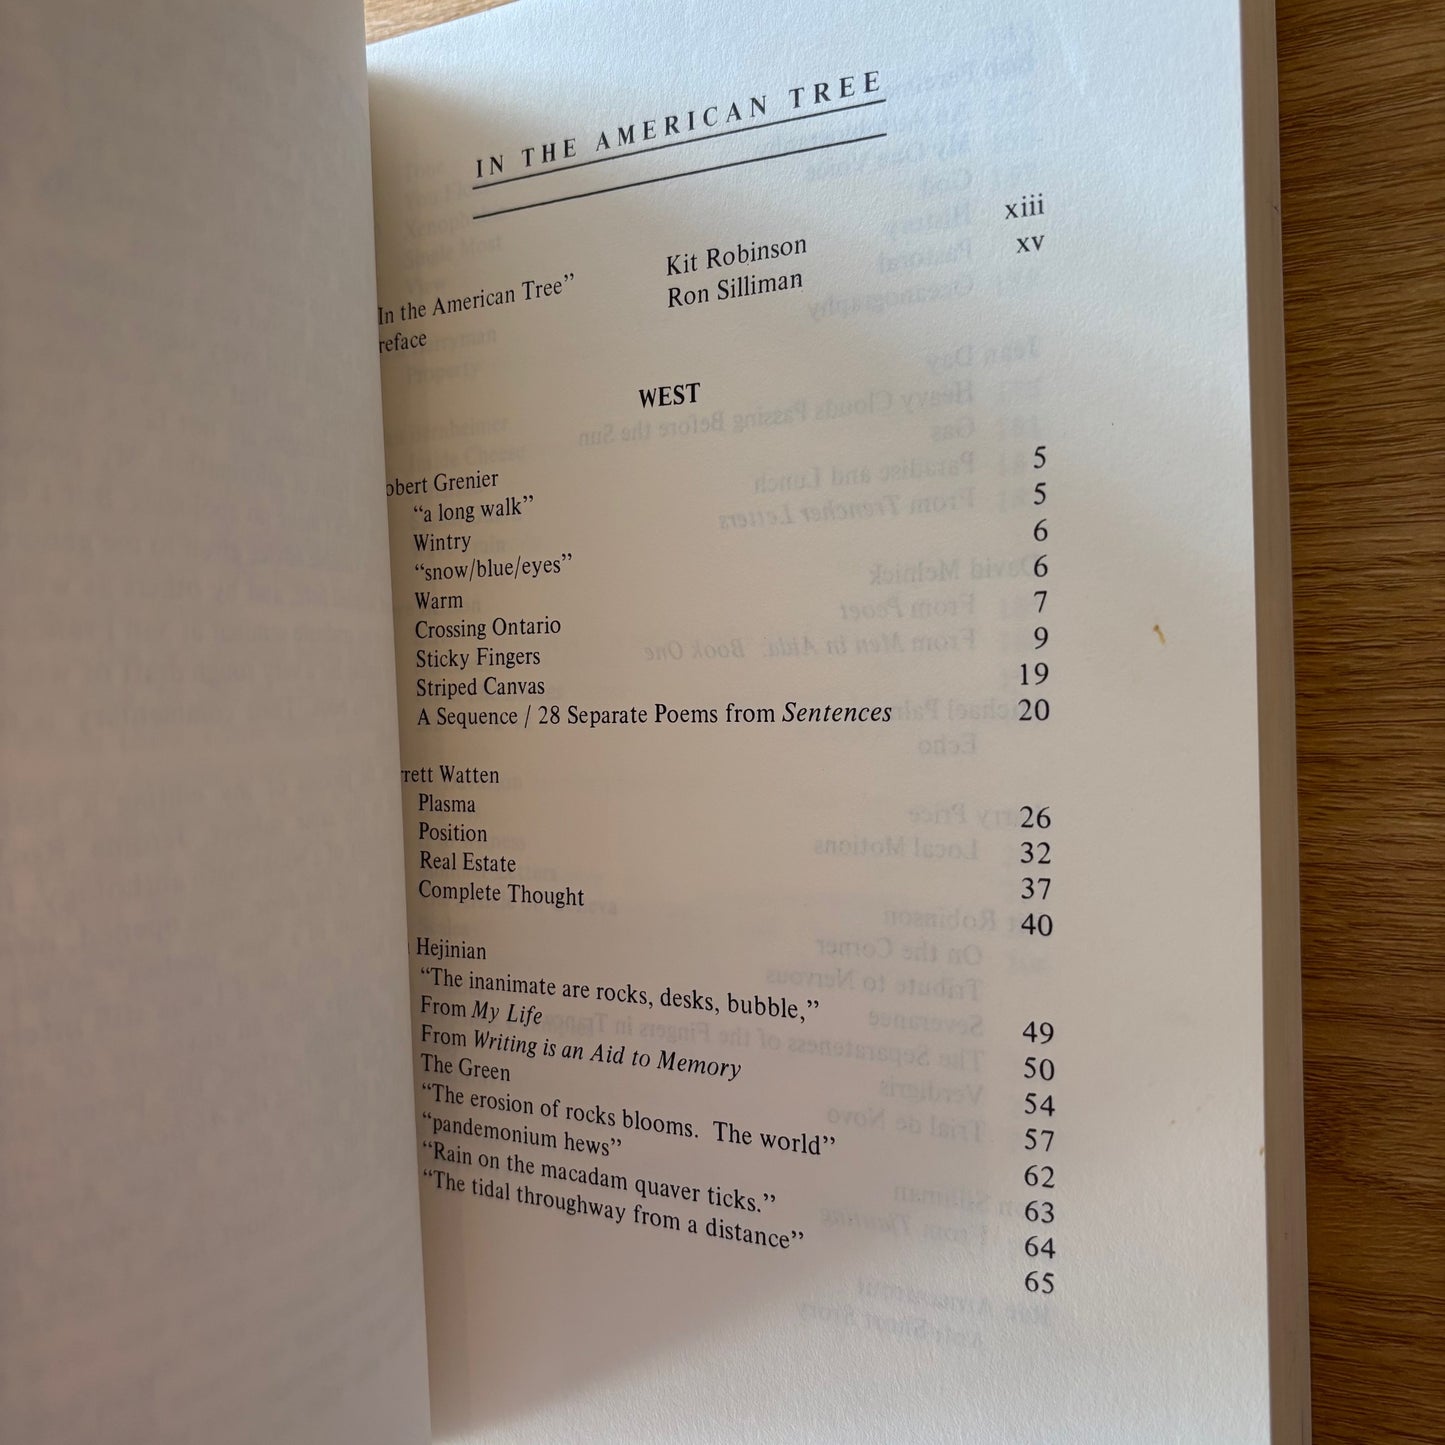 IN THE AMERICAN TREE
In the American Tree” Kit Robinson xiii
reface Ron Silliman xv
WEST
obert Grenier
“a long walk” 5
Wintry 5
“snow/blue/eyes” 6
Warm 6
Crossing Ontario 7
Sticky Fingers 9
Striped Canvas 19
A Sequence / 28 Separate Poems from Sentences 20
rrett Watten
Plasma 26
Position 32
Real Estate 37
Complete Thought 40
Hejinian
“The inanimate are rocks, desks, bubble,” 49
From My Life 50
From Writing is an Aid to Memory 54
The Green 57
“The erosion of rocks blooms. The world” 62
“pandemonium hews” 63
“Rain on the macadam quaver ticks.” 64
“The tidal throughway from a distance” 65